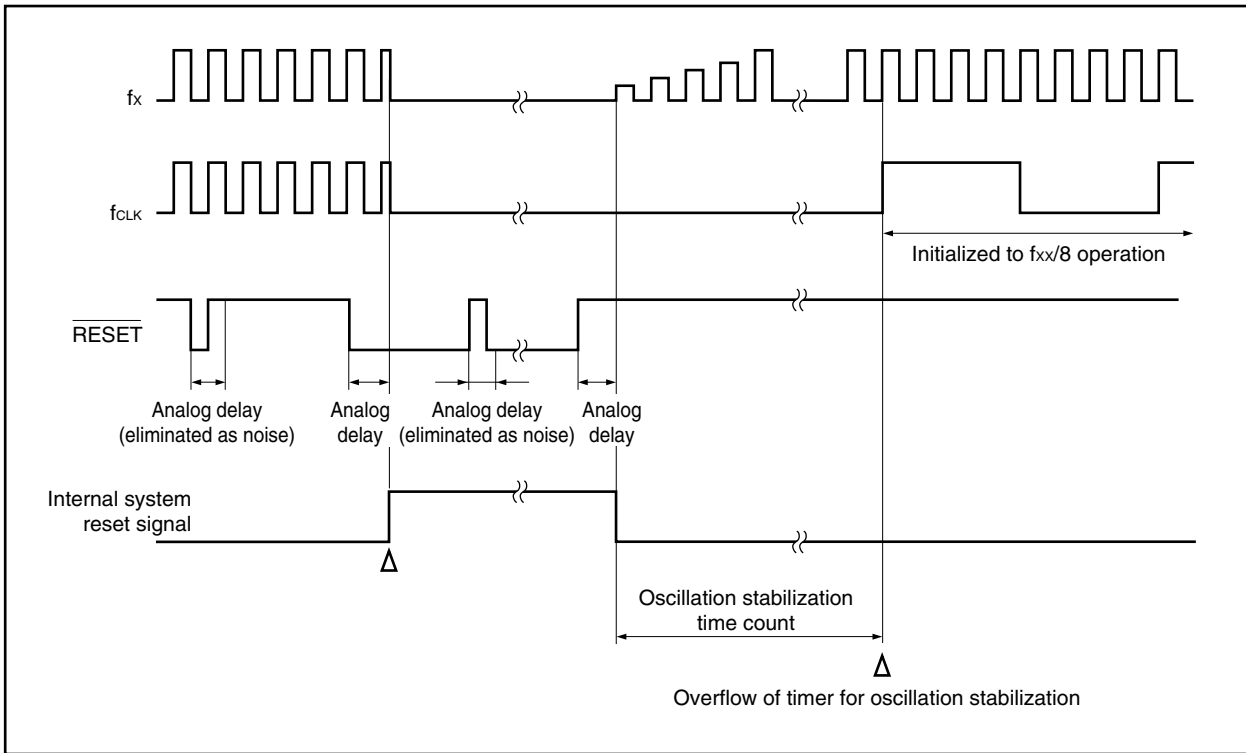 fX
fCLK
Initialized to fXX/8 operation
RESET
Analog delay
(eliminated as noise)
Analog
delay
Analog delay
(eliminated as noise)
Analog
delay
Internal system
reset signal
Oscillation stabilization
time count
Overflow of timer for oscillation stabilization